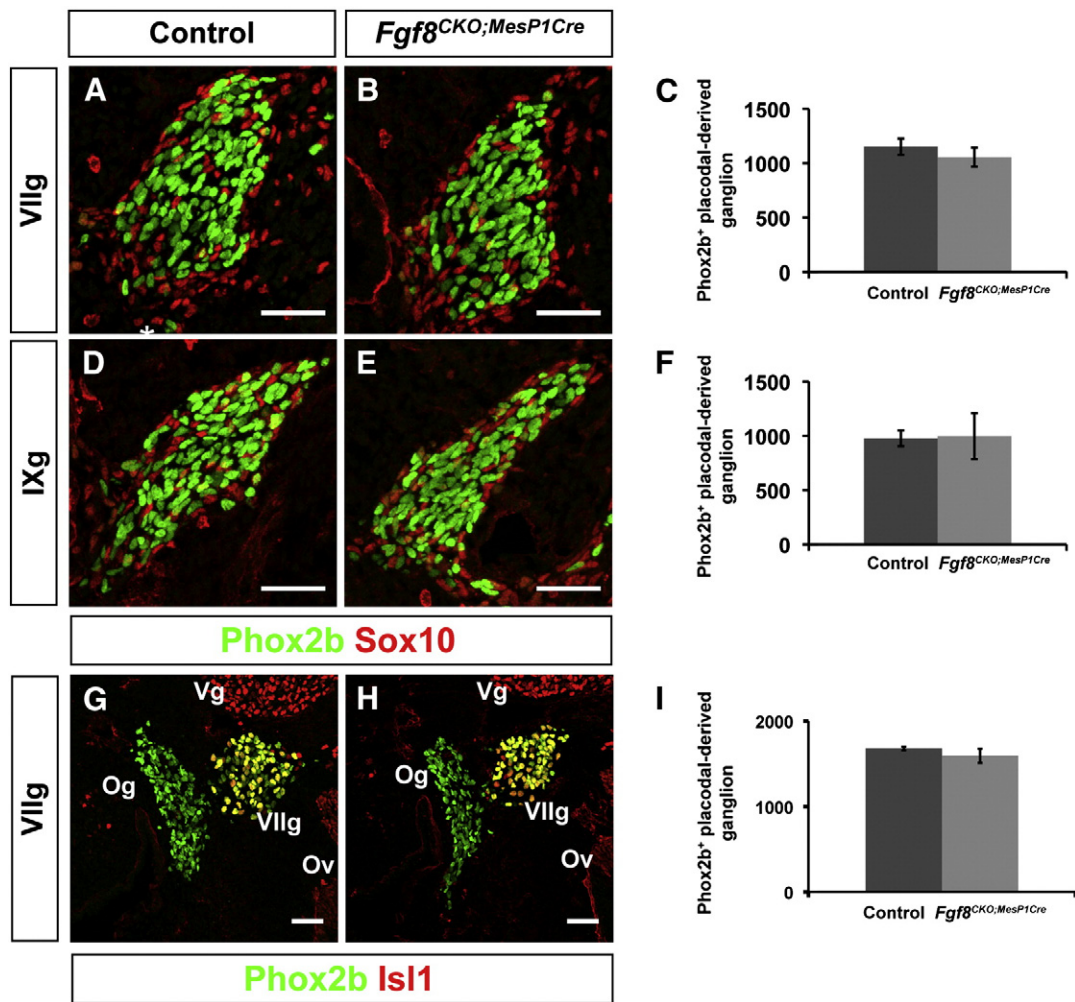 Control
Fgf8CKO;MesP1Cre
VIIg
A
B
C
1500
1000
500
0
Phox2b+ placodal-derived
ganglion
Control Fgf8CKO;MesP1Cre
*
IXg
D
E
F
1500
1000
500
0
Phox2b+ placodal-derived
ganglion
Control Fgf8CKO;MesP1Cre
Phox2b Sox10
VIIg
G
Vg
Og
VIIg
Ov
H
Vg
Og
VIIg
Ov
I
2000
1000
0
Phox2b+ placodal-derived
ganglion
Control Fgf8CKO;MesP1Cre
Phox2b Isl1